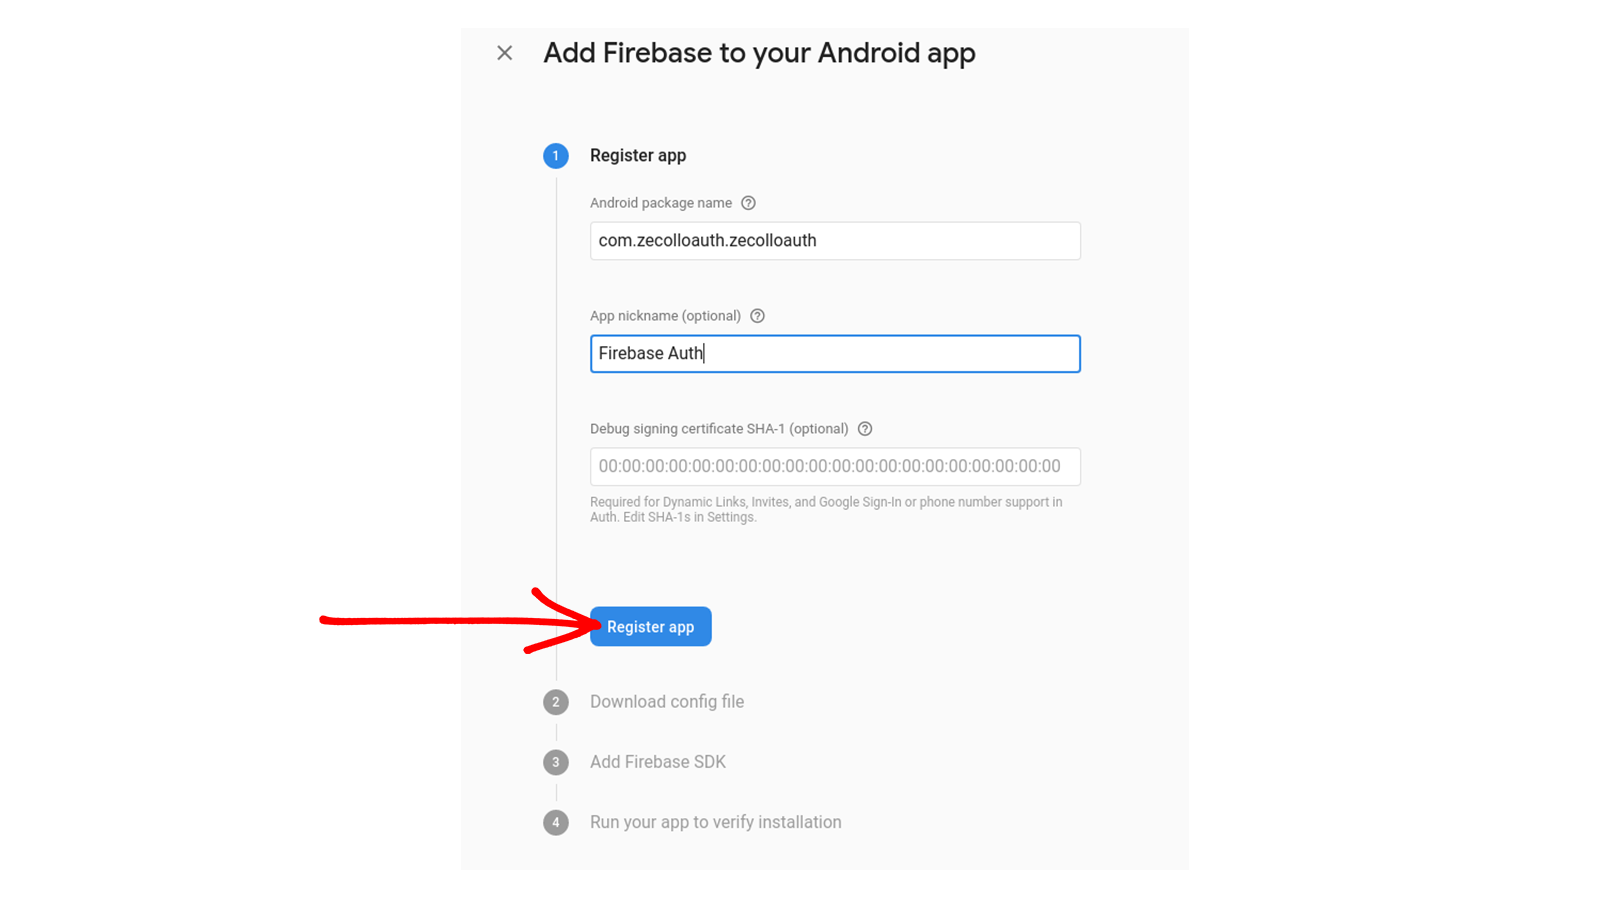 Add Firebase to your Android app
1 Register app
Android package name ?
com.zecolloauth.zecolloauth
App nickname (optional) ?
Firebase Auth
Debug signing certificate SHA-1 (optional) ?
00:00:00:00:00:00:00:00:00:00:00:00:00:00:00:00:00:00:00:00
Required for Dynamic Links, Invites, and Google Sign-In or phone number support in
Auth. Edit SHA-1s in Settings.
Register app
2 Download config file
3 Add Firebase SDK
4 Run your app to verify installation